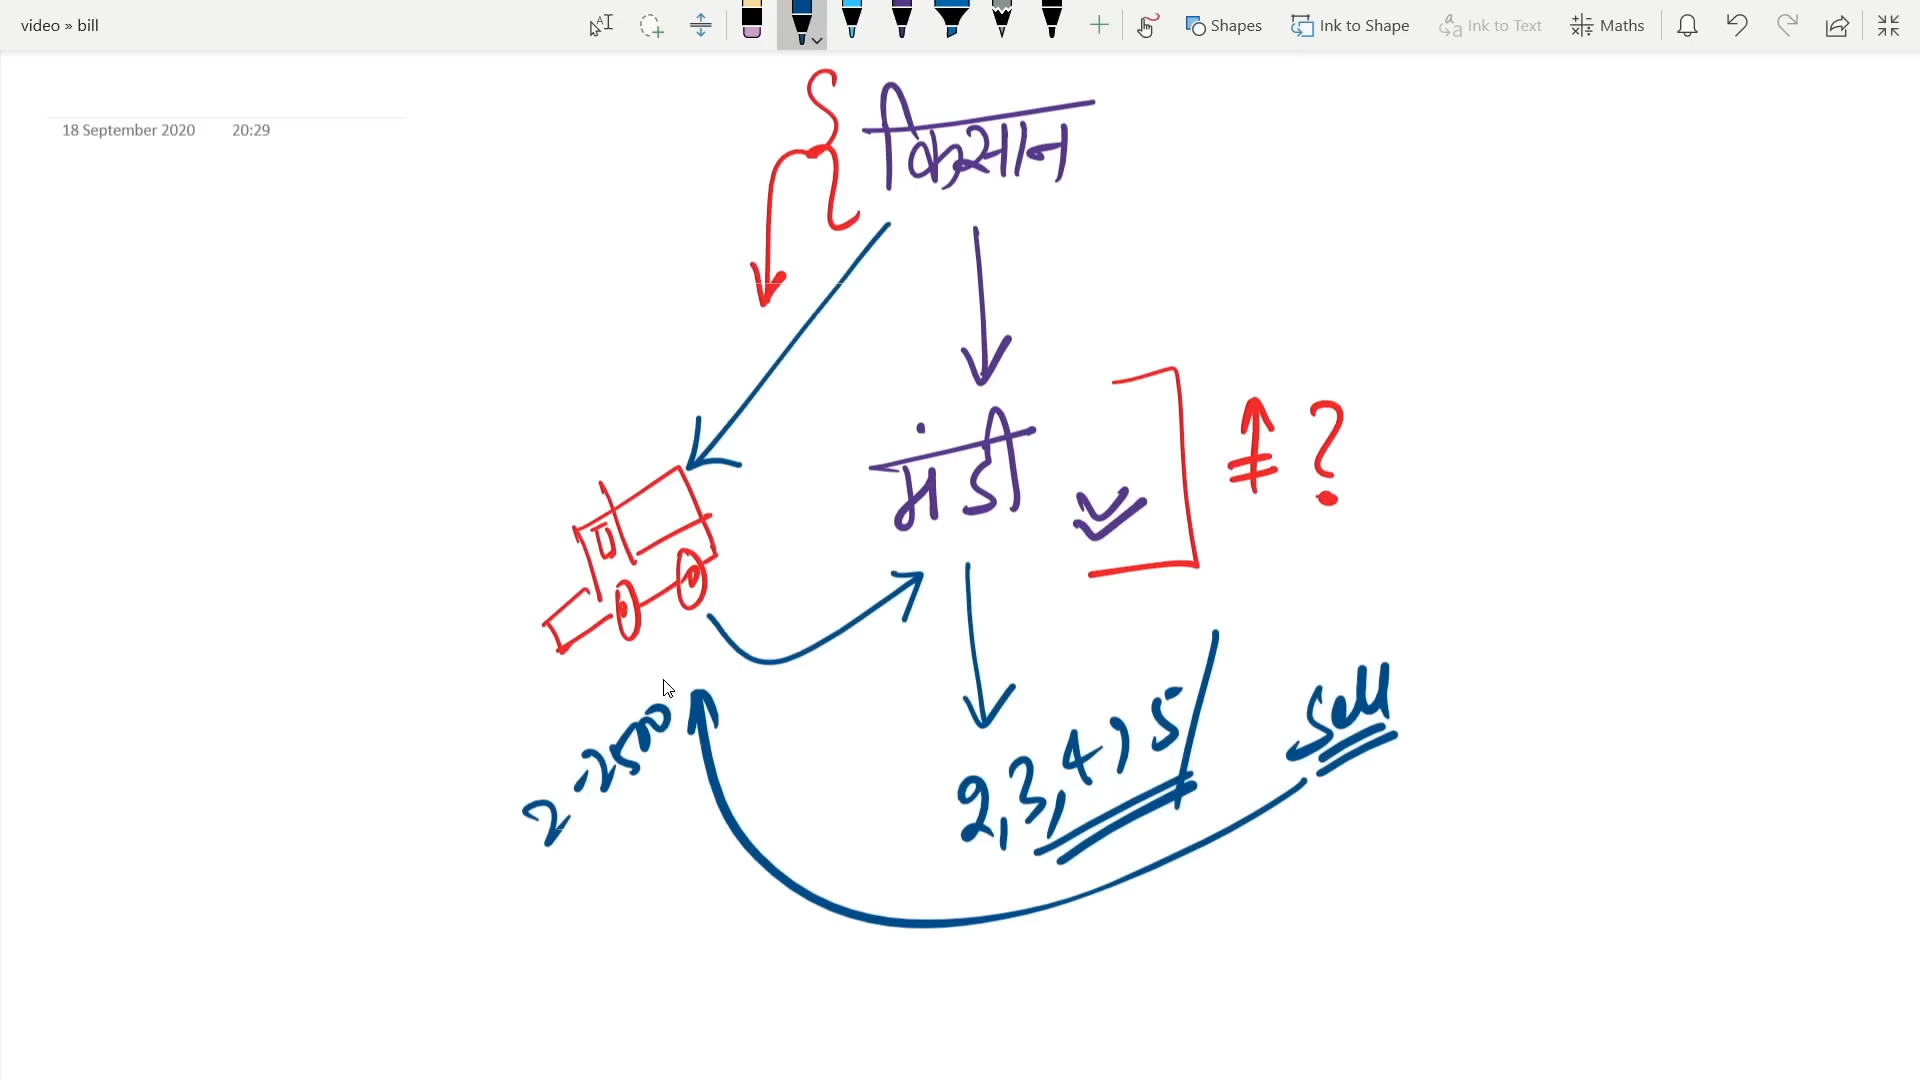 video » bill
Shapes
Ink to Shape
Ink to Text
Maths
18 September 2020 20:29
किसान
मंडी
?
2-2500
2,3,4,5
Sell